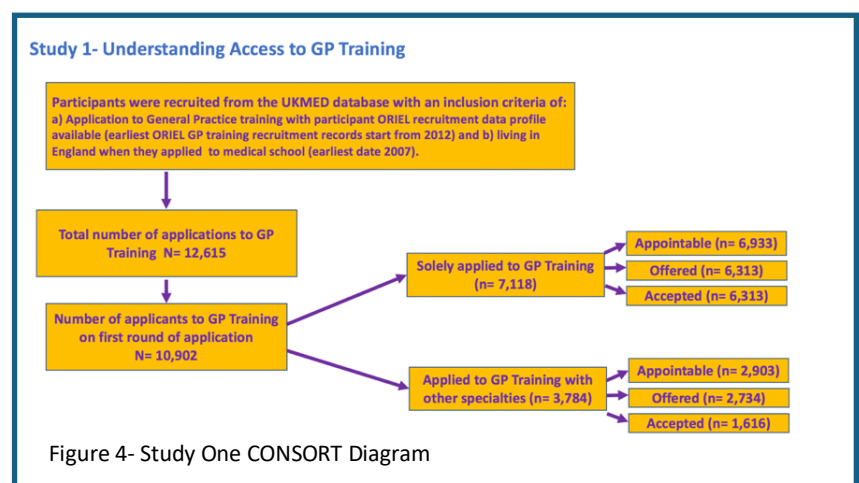 Study 1- Understanding Access to GP Training
Participants were recruited from the UKMED database with an inclusion criteria of:
a) Application to General Practice training with participant ORIEL recruitment data profile
available (earliest ORIEL GP training recruitment records start from 2012) and b) living in
England when they applied to medical school (earliest date 2007).
Total number of applications to GP
Training N= 12,615
Number of applicants to GP Training
on first round of application
N= 10,902
Solely applied to GP Training
(n= 7,118)
Appointable (n= 6,933)
Offered (n= 6,313)
Accepted (n= 6,313)
Applied to GP Training with
other specialties (n= 3,784)
Appointable (n= 2,903)
Offered (n= 2,734)
Accepted (n= 1,616)
Figure 4- Study One CONSORT Diagram